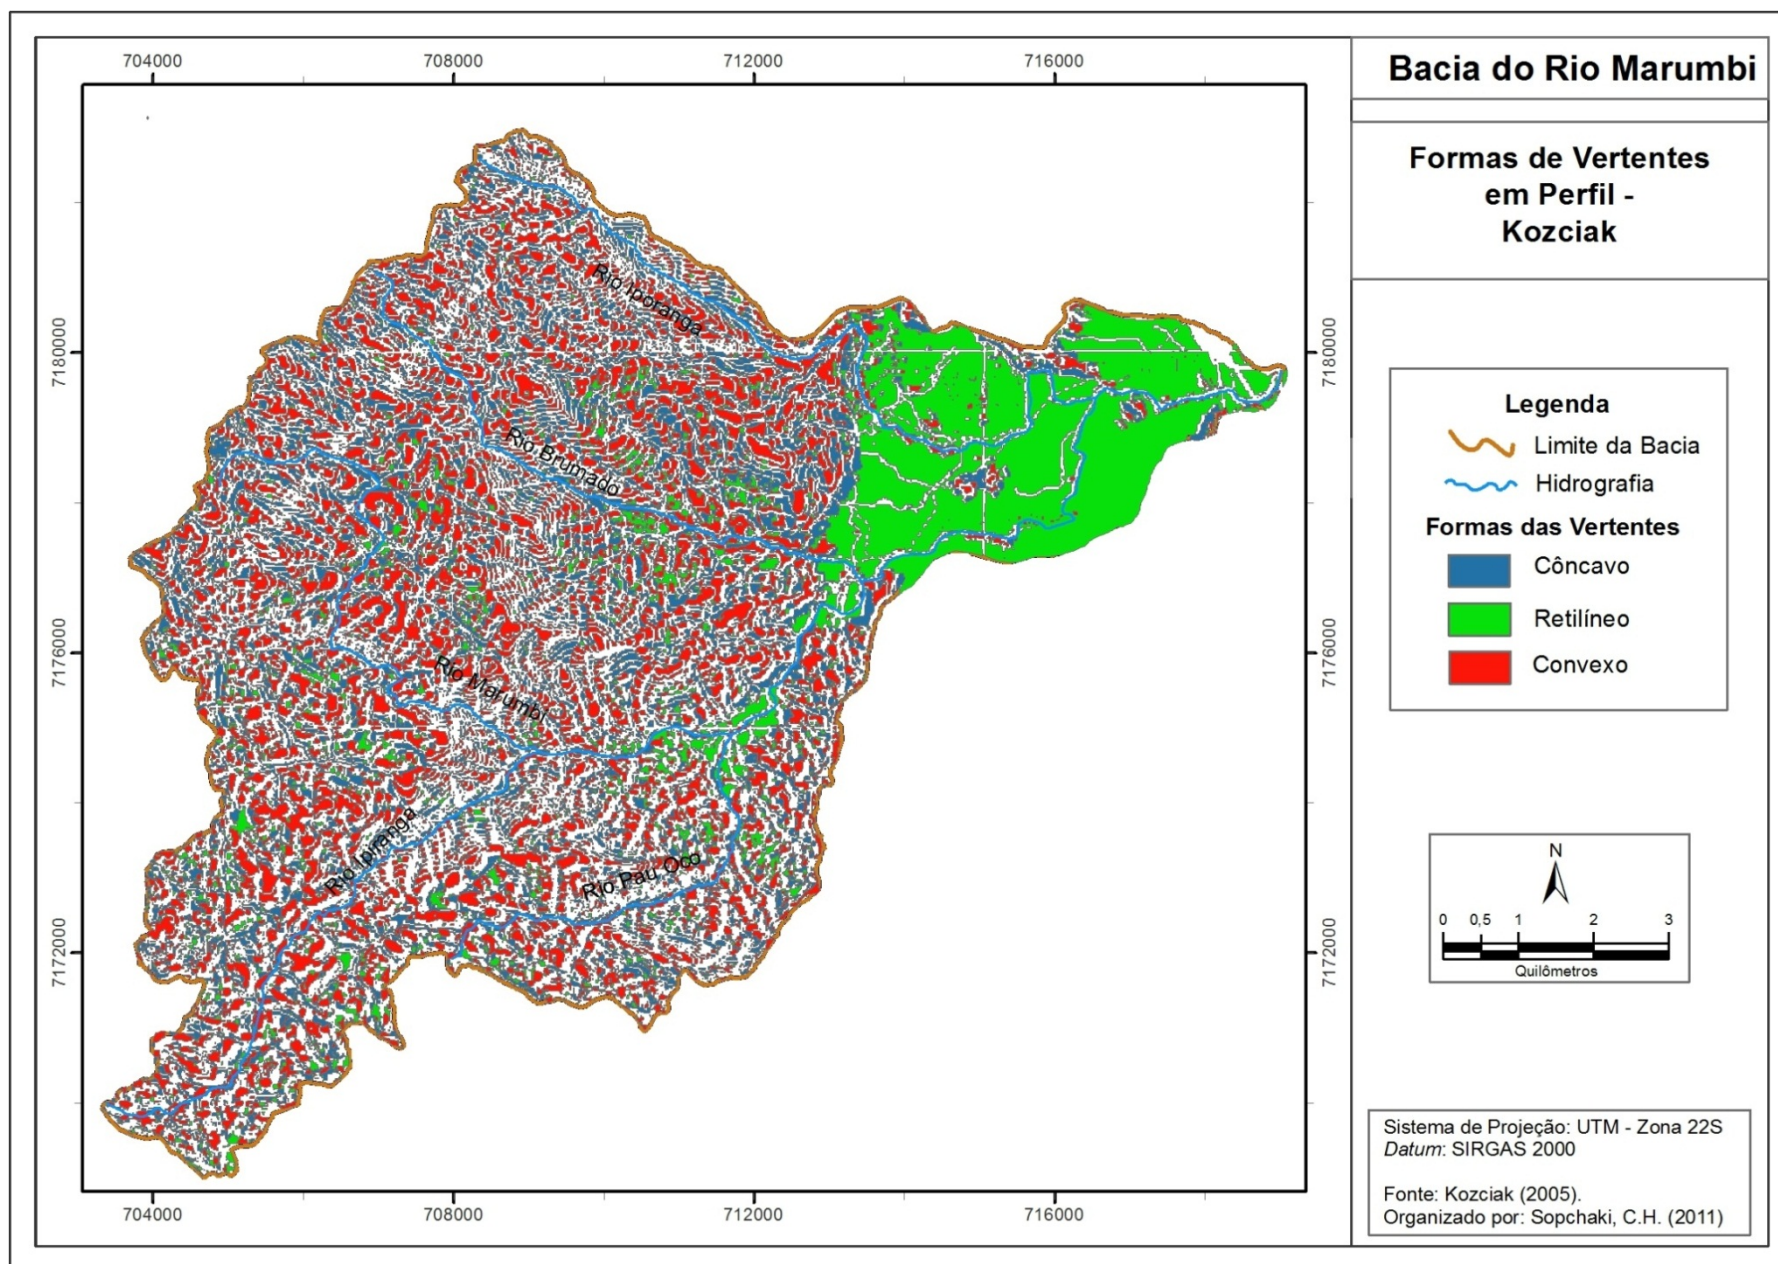 Bacia do Rio Marumbi
Formas de Vertentes
em Perfil -
Kozciak
704000
708000
712000
716000
7180000
7176000
7172000
7180000
7176000
7172000
704000
708000
712000
716000
Rio Iporanga
Rio Brumado
Rio Marumbi
Rio Ipiranga
Rio Pau Oco
Legenda
Limite da Bacia
Hidrografia
Formas das Vertentes
Côncavo
Retilíneo
Convexo
N
0 0,5 1 2 3
Quilômetros
Sistema de Projeção: UTM - Zona 22S
Datum: SIRGAS 2000
Fonte: Kozciak (2005).
Organizado por: Sopchaki, C.H. (2011)